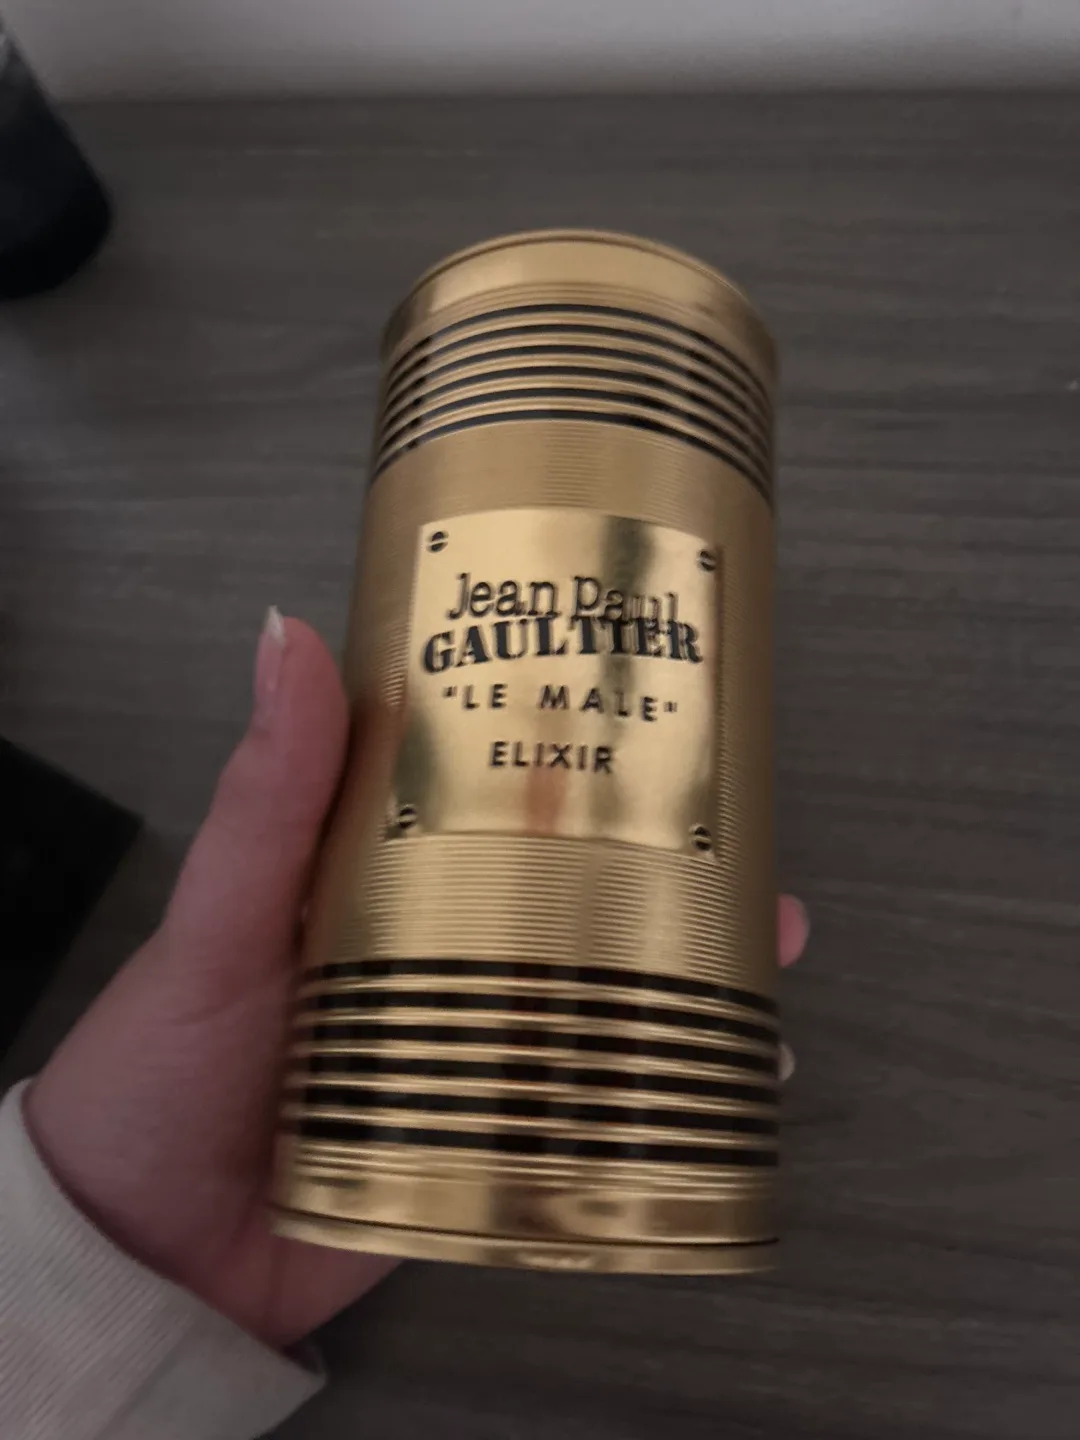 Jean Paul
GAULTIER
"LE MALE"
ELIXIR